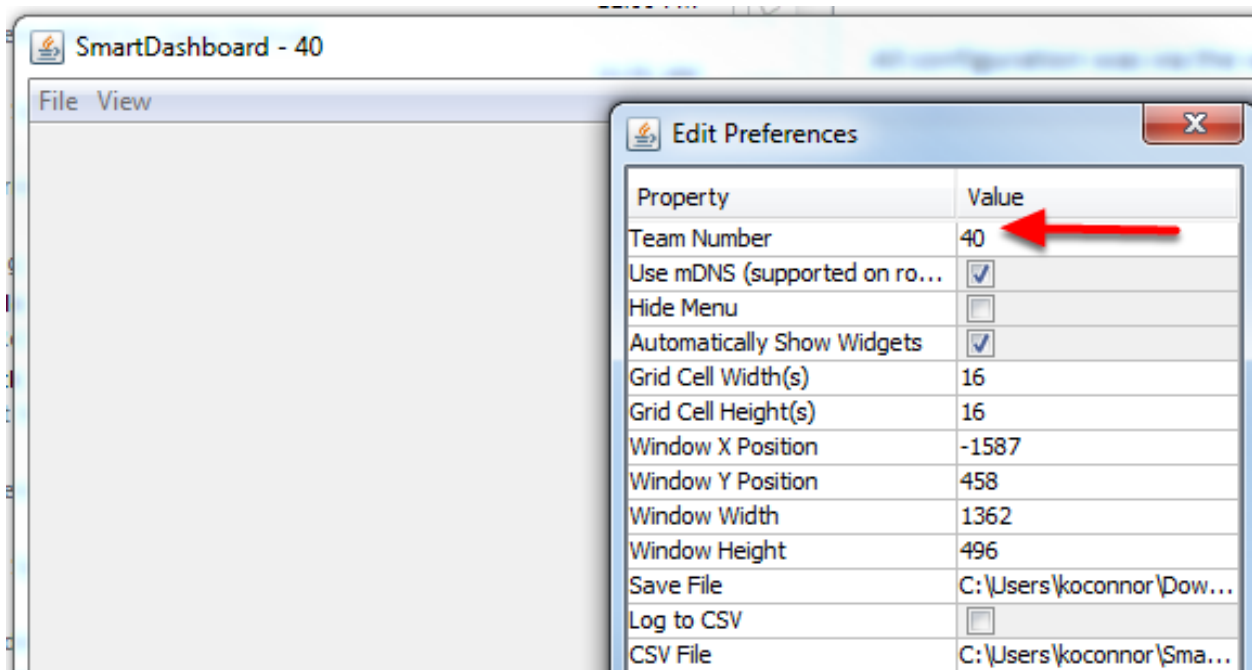 SmartDashboard - 40
File View
Edit Preferences
Property Value
Team Number 40
Use mDNS (supported on ro...
Hide Menu
Automatically Show Widgets
Grid Cell Width(s) 16
Grid Cell Height(s) 16
Window X Position -1587
Window Y Position 458
Window Width 1362
Window Height 496
Save File C:\Users\koconnor\Dow...
Log to CSV
CSV File C:\Users\koconnor\Sma...